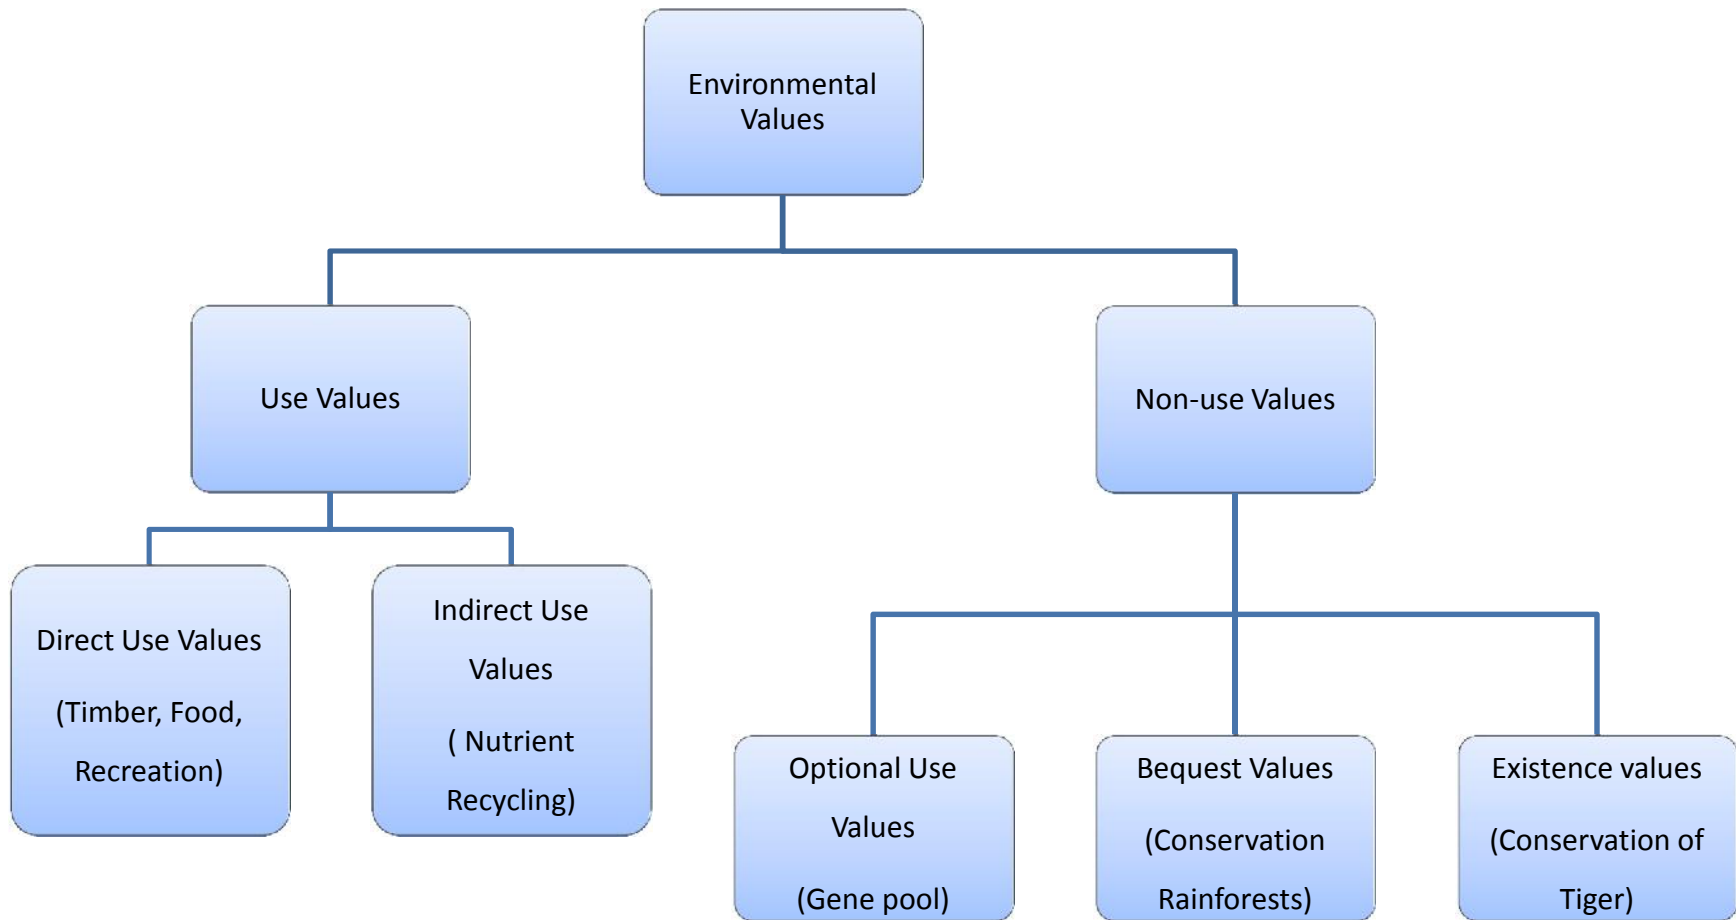 Environmental
Values
Use Values
Non-use Values
Direct Use Values
(Timber, Food,
Recreation)
Indirect Use
Values
( Nutrient
Recycling)
Optional Use
Values
(Gene pool)
Bequest Values
(Conservation
Rainforests)
Existence values
(Conservation of
Tiger)